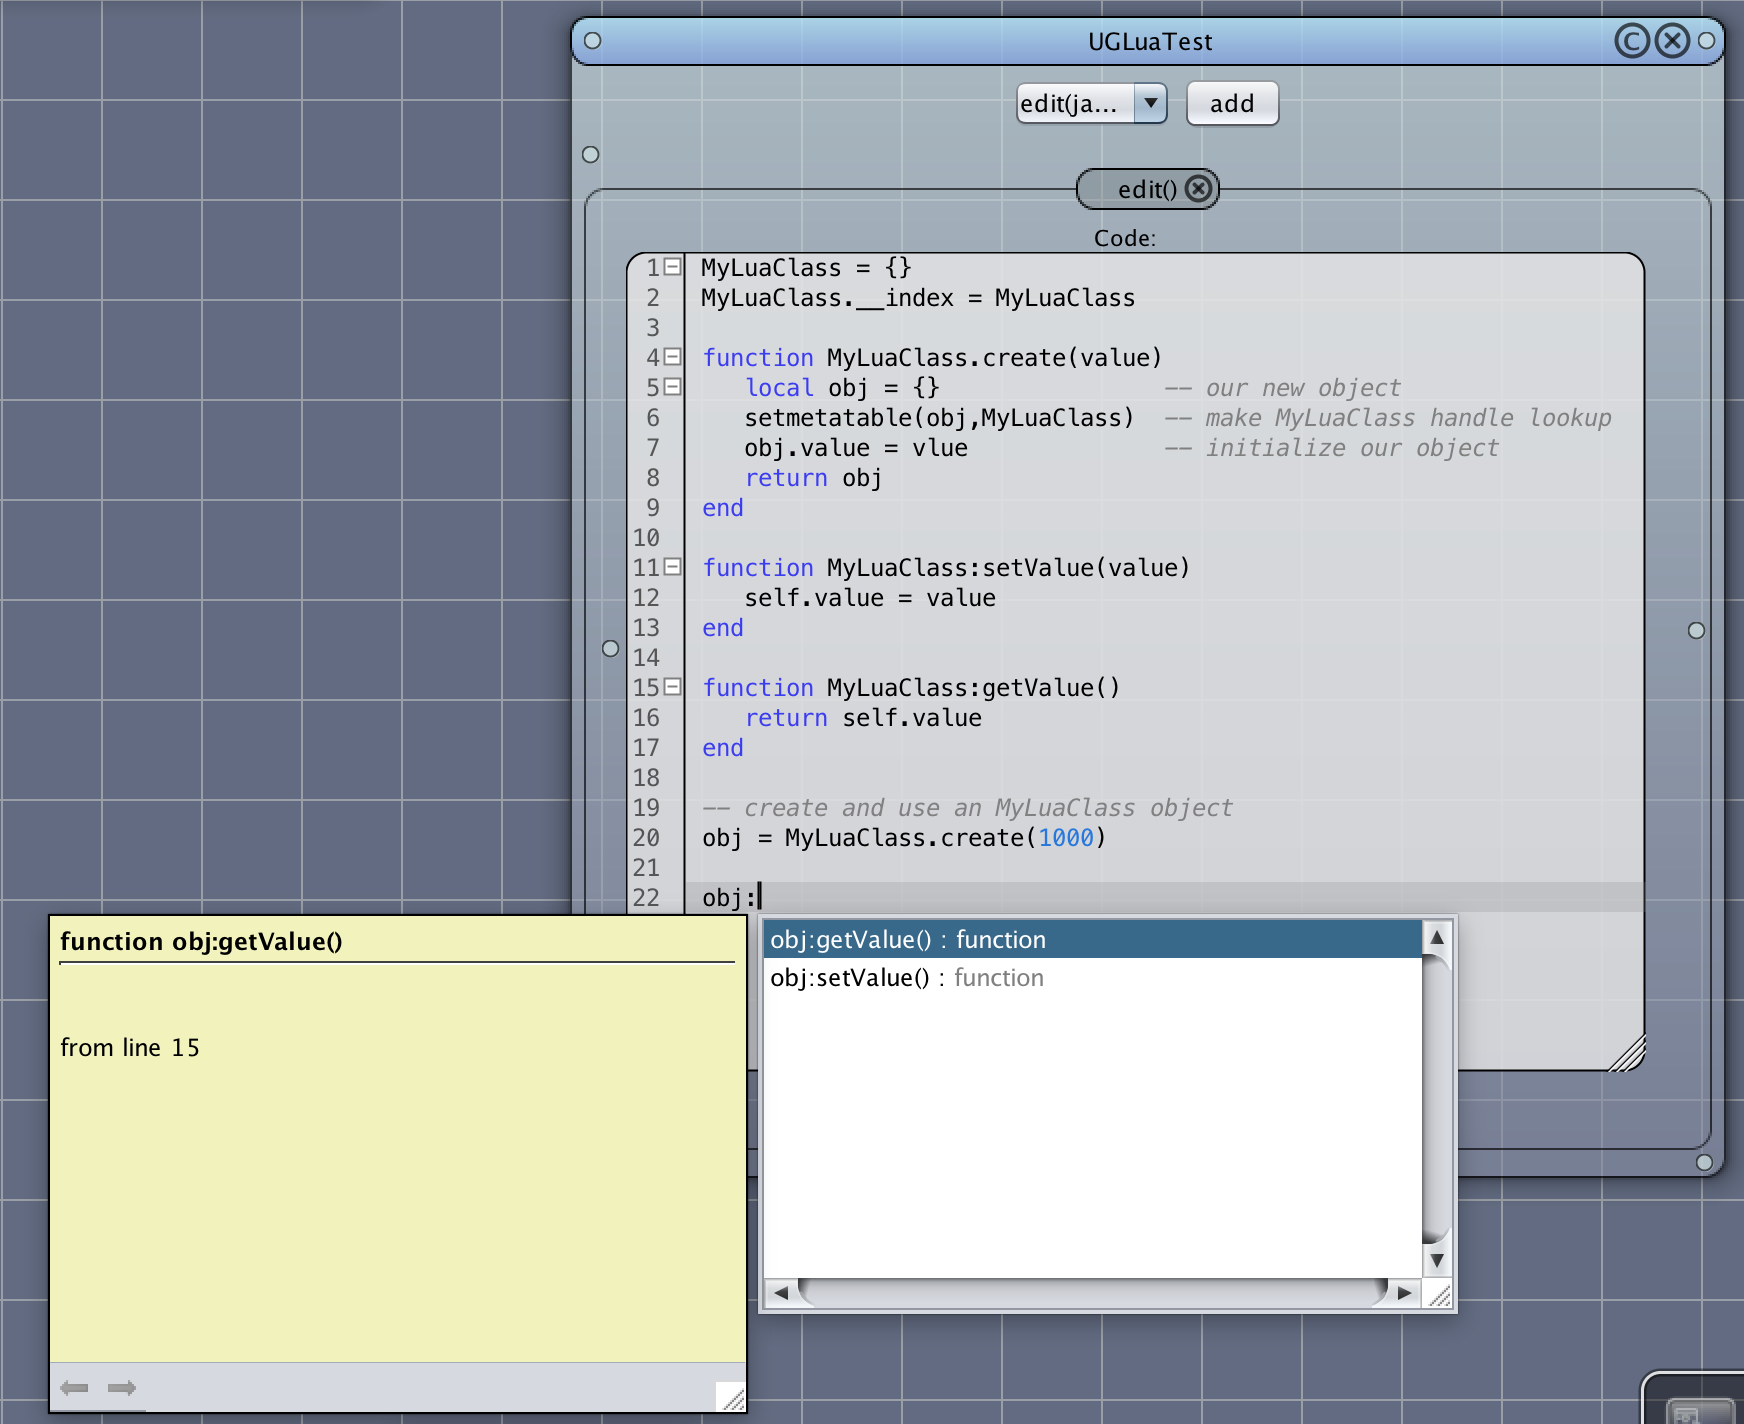 UGLuaTest
edit(ja... add
edit()
Code:
1 MyLuaClass = {}
2 MyLuaClass.__index = MyLuaClass
3
4 function MyLuaClass.create(value)
5 local obj = {} -- our new object
6 setmetatable(obj,MyLuaClass) -- make MyLuaClass handle lookup
7 obj.value = vlue -- initialize our object
8 return obj
9 end
10
11 function MyLuaClass:setValue(value)
12 self.value = value
13 end
14
15 function MyLuaClass:getValue()
16 return self.value
17 end
18
19 -- create and use an MyLuaClass object
20 obj = MyLuaClass.create(1000)
21
22 obj:
function obj:getValue()
from line 15
obj:getValue() : function
obj:setValue() : function